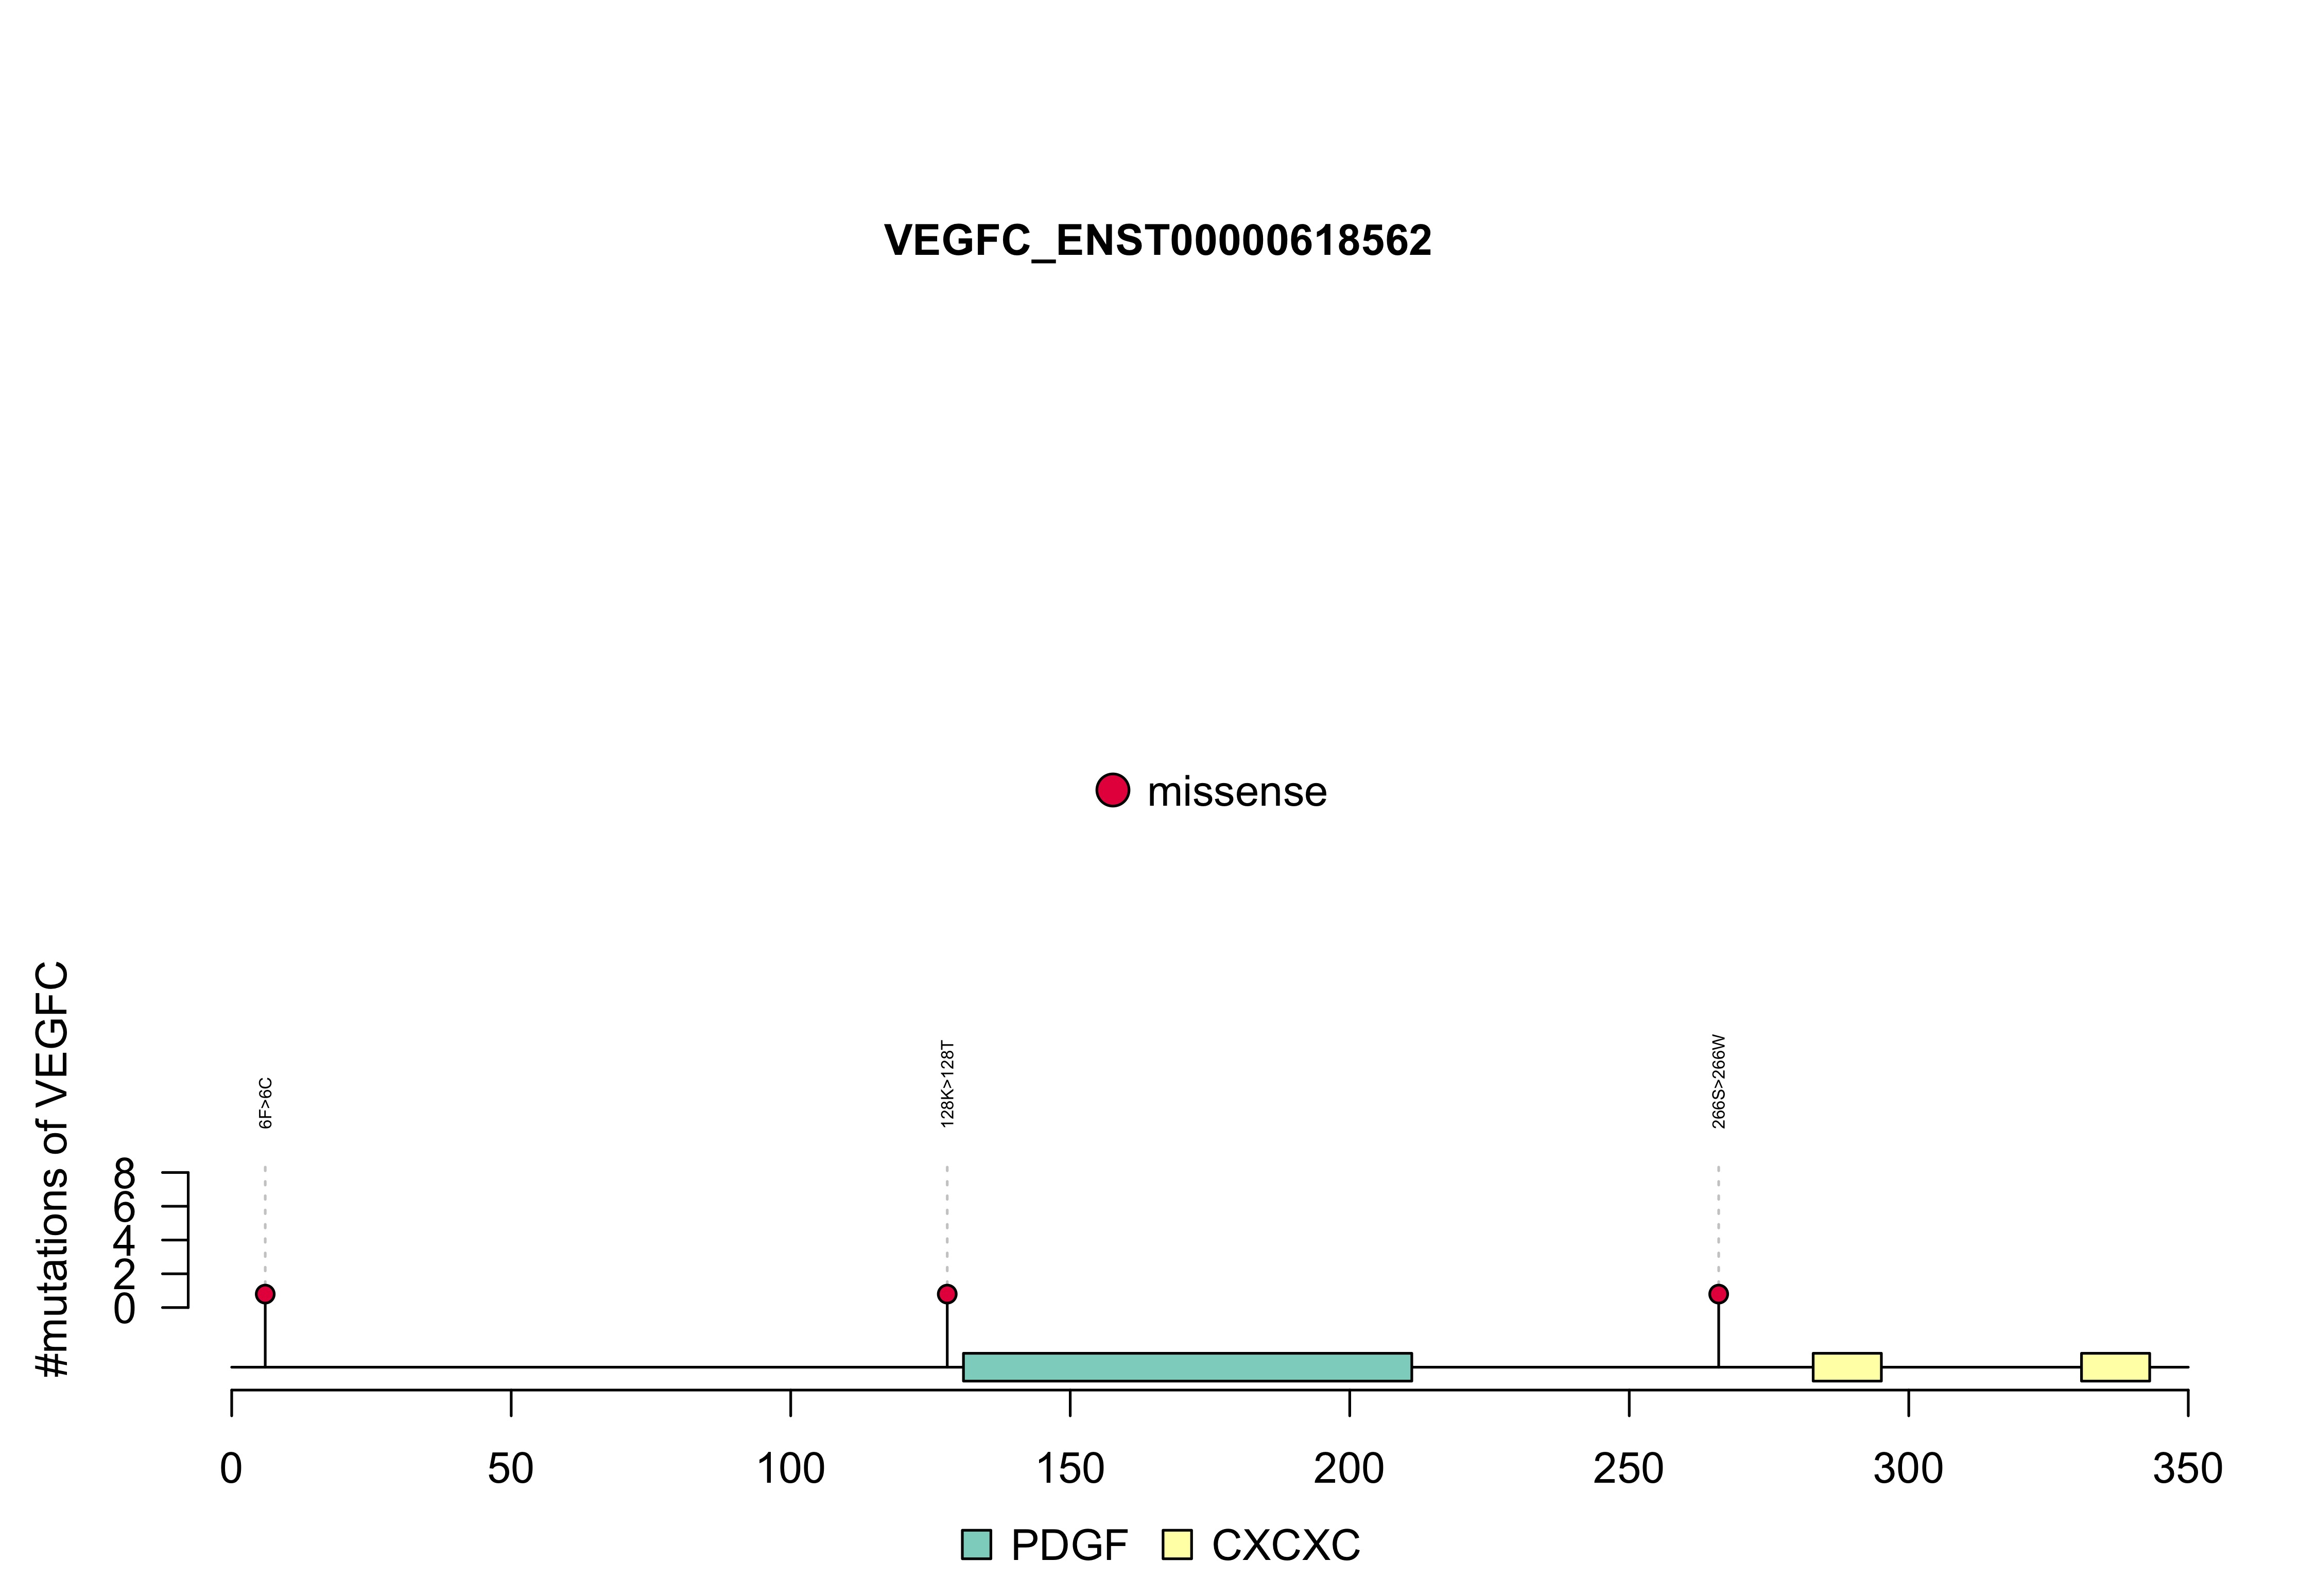 VEGFC_ENST00000618562
missense
#mutations of VEGFC
6F>6C
128K>128T
266S>266W
8
6
4
2
0
0 50 100 150 200 250 300 350
PDGF CXCXC